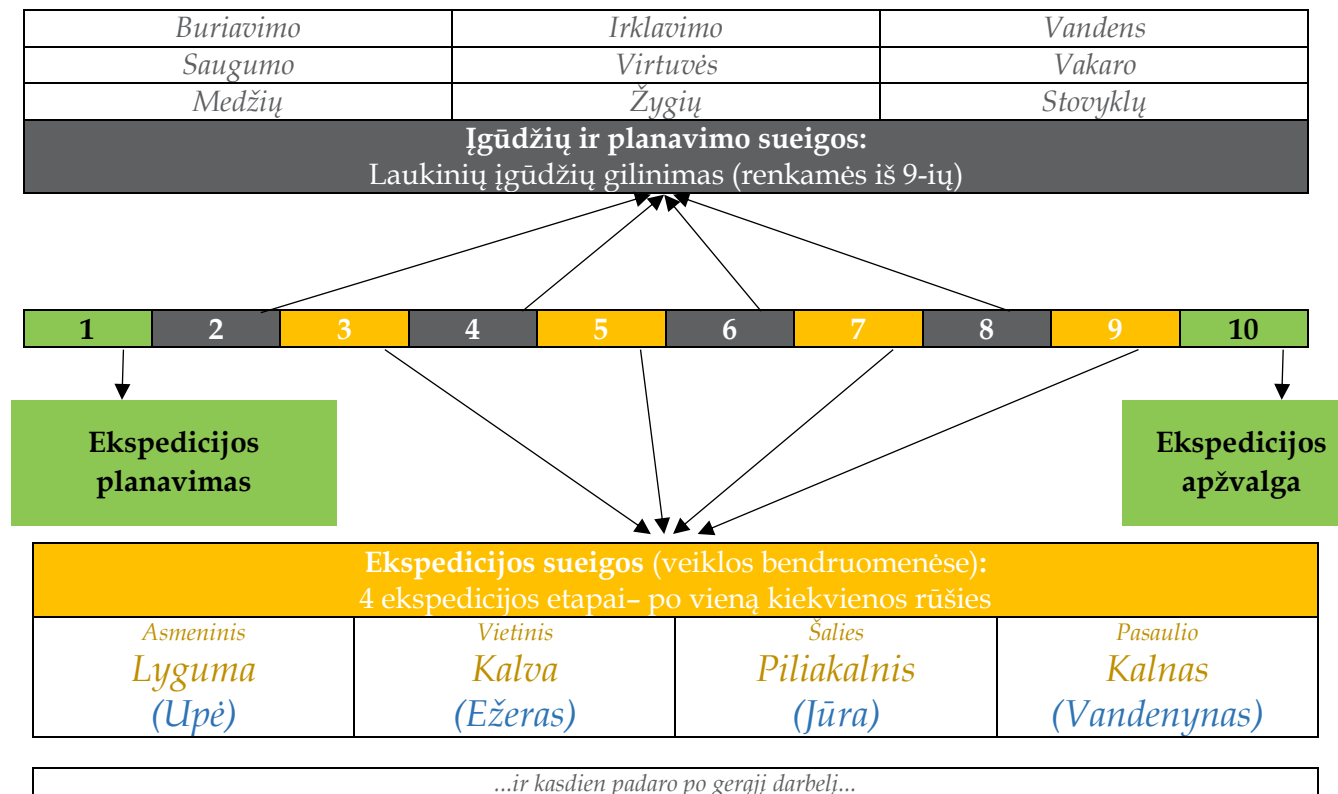 Buriavimo Irklavimo Vandens
Saugumo Virtuvės Vakaro
Medžių Žygių Stovyklų
Įgūdžių ir planavimo sueigos:
Laukinių įgūdžių gilinimas (renkamės iš 9-ių)
1 2 3 4 5 6 7 8 9 10
Ekspedicijos
planavimas
Ekspedicijos
apžvalga
Ekspedicijos sueigos (veiklos bendruomenėse):
4 ekspedicijos etapai– po vieną kiekvienos rūšies
Asmeninis Vietinis Šalies Pasaulio
Lyguma Kalva Piliakalnis Kalnas
(Upė) (Ežeras) (Jūra) (Vandenynas)
...ir kasdien padaro po gerąjį darbelį...